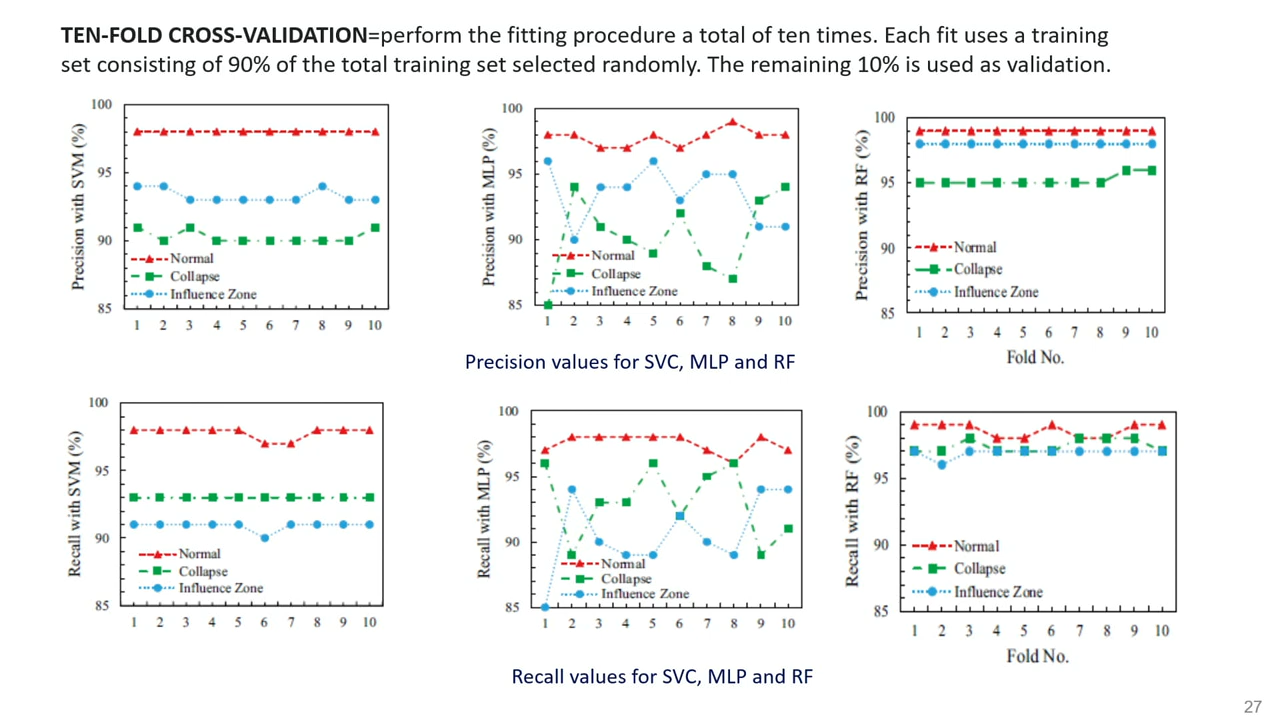 TEN-FOLD CROSS-VALIDATION=perform the fitting procedure a total of ten times. Each fit uses a training
set consisting of 90% of the total training set selected randomly. The remaining 10% is used as validation.
Precision with SVM (%)
100
95
90
85
Normal
Collapse
Influence Zone
1 2 3 4 5 6 7 8 9 10
Precision with MLP (%)
100
95
90
85
Normal
Collapse
Influence Zone
1 2 3 4 5 6 7 8 9 10
Precision with RF (%)
100
95
90
85
Normal
Collapse
Influence Zone
1 2 3 4 5 6 7 8 9 10
Fold No.
Precision values for SVC, MLP and RF
Recall with SVM (%)
100
95
90
85
Normal
Collapse
Influence Zone
1 2 3 4 5 6 7 8 9 10
Recall with MLP (%)
100
95
90
85
Normal
Collapse
Influence Zone
1 2 3 4 5 6 7 8 9 10
Recall with RF (%)
100
95
90
85
Normal
Collapse
Influence Zone
1 2 3 4 5 6 7 8 9 10
Fold No.
Recall values for SVC, MLP and RF
27